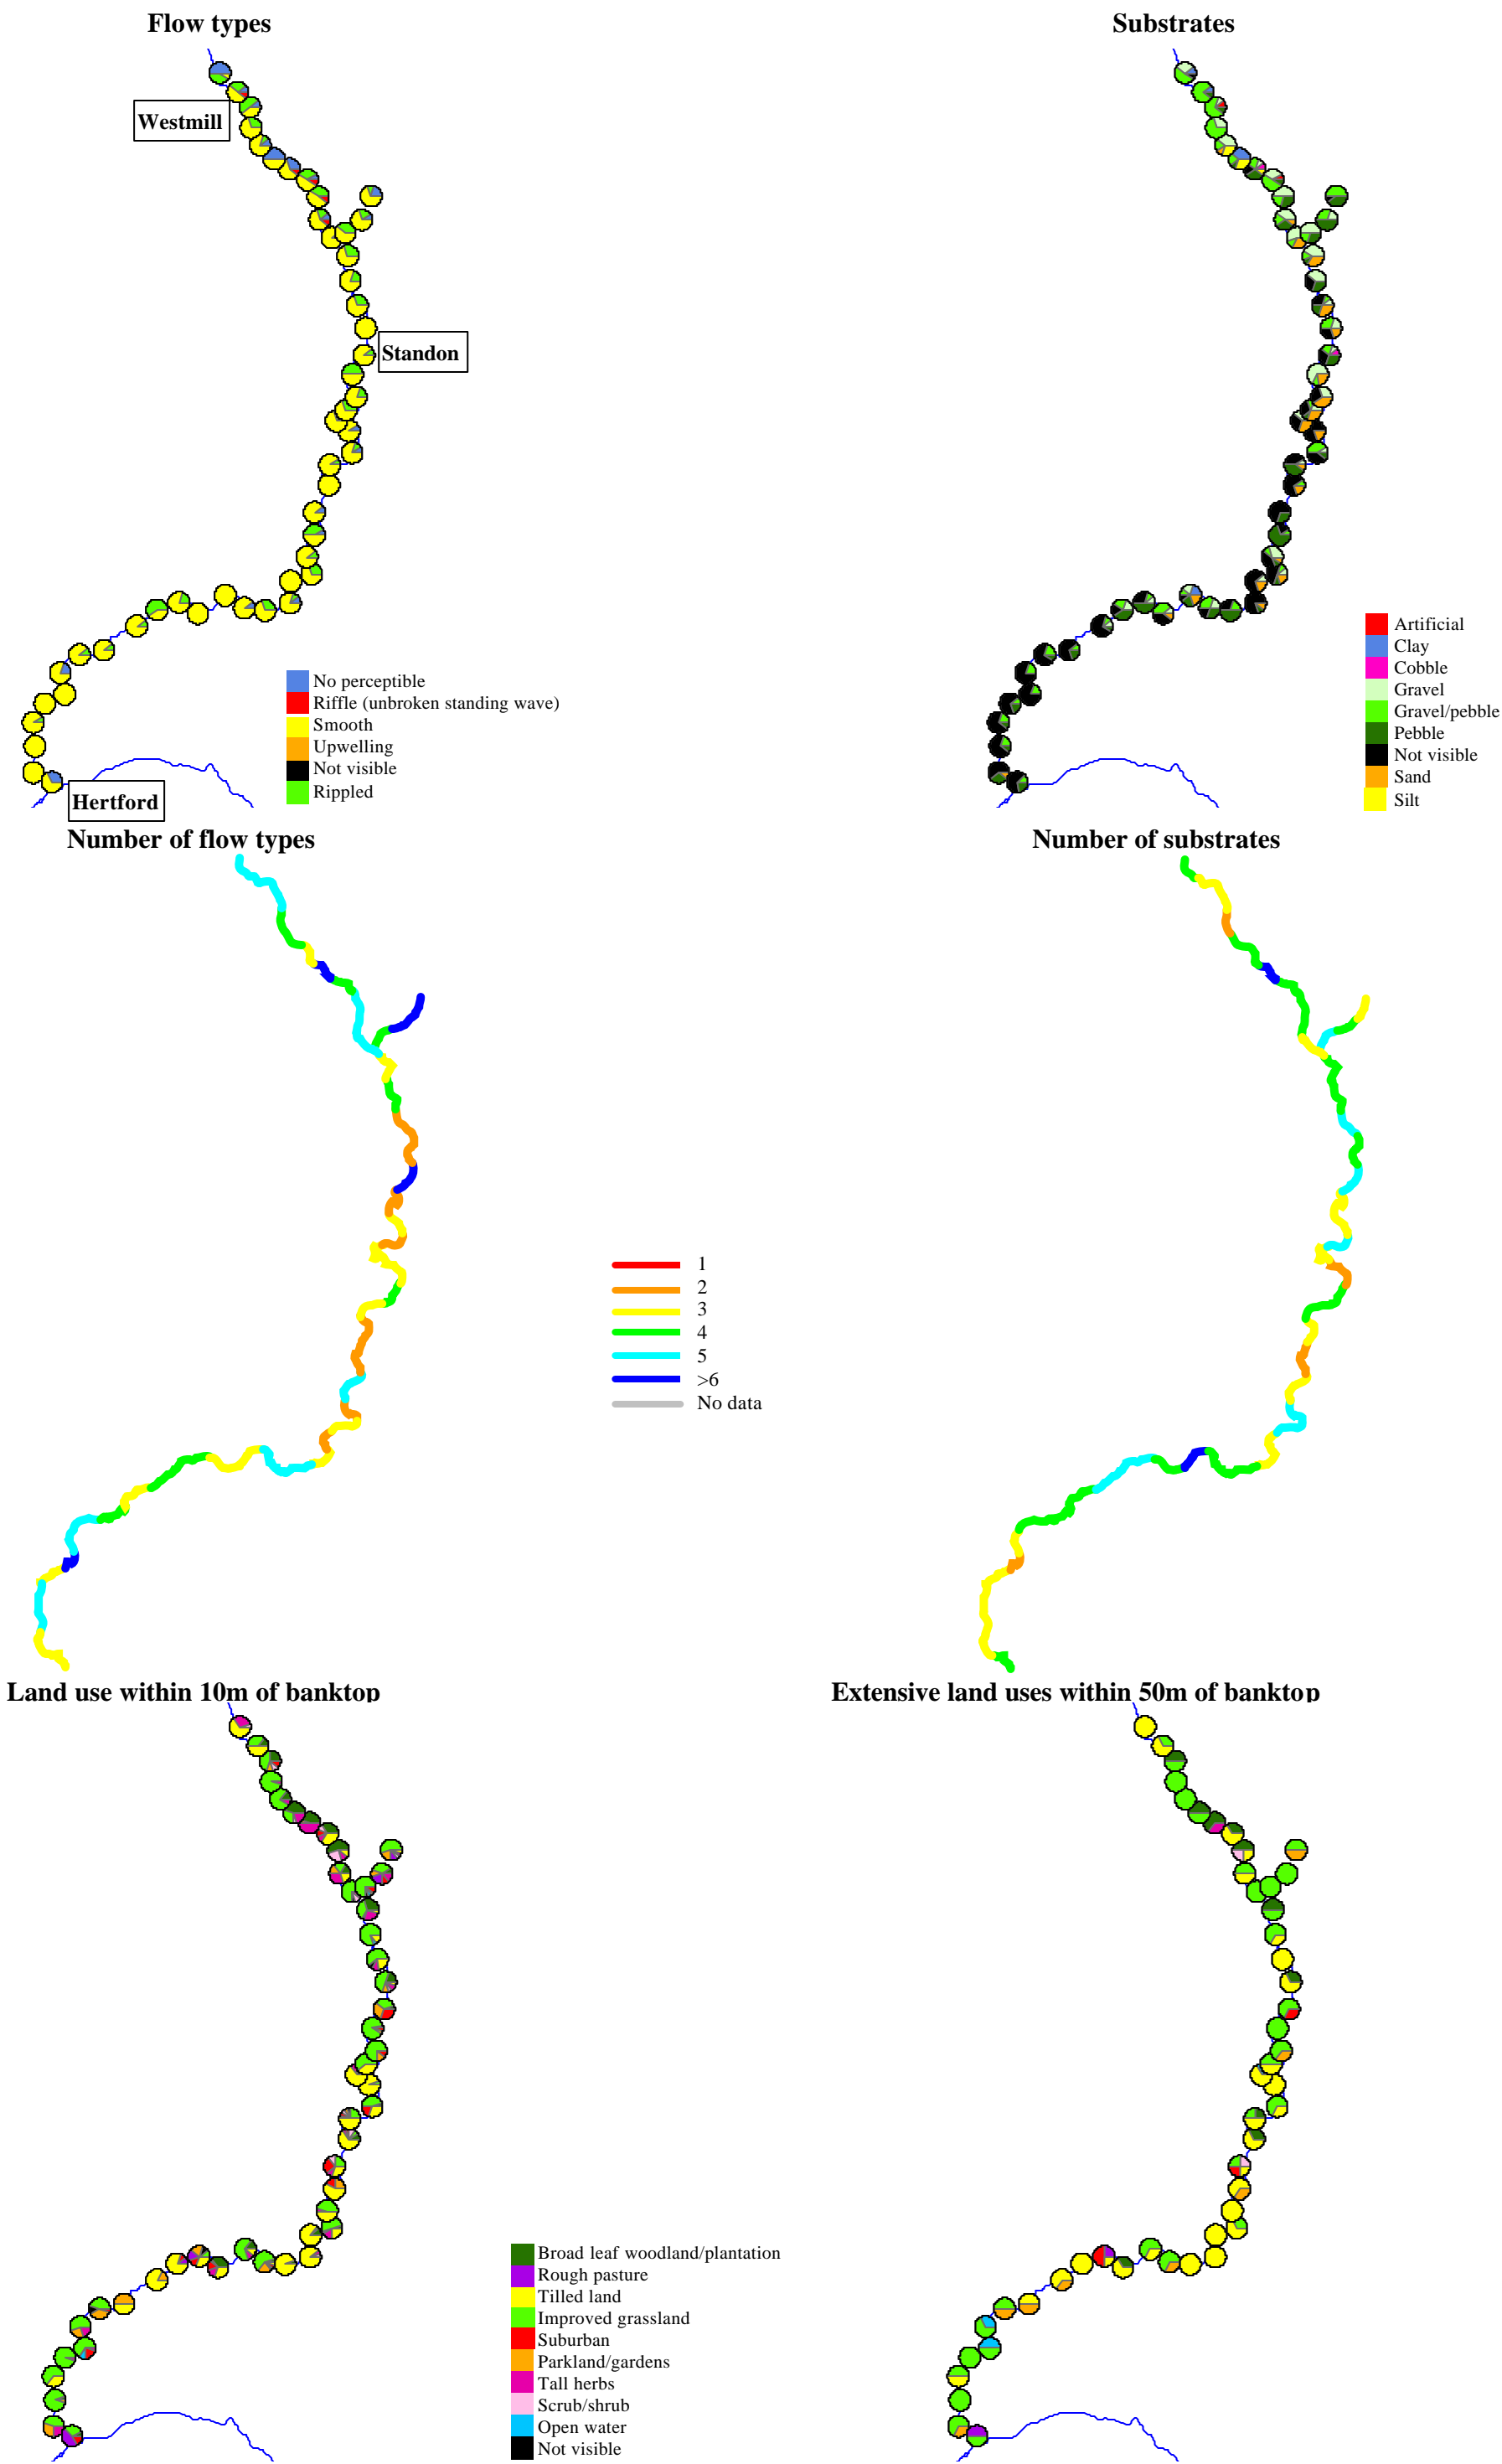 Flow types
Substrates
Westmill
Standon
No perceptible
Riffle (unbroken standing wave)
Smooth
Upwelling
Not visible
Rippled
Hertford
Artificial
Clay
Cobble
Gravel
Gravel/pebble
Pebble
Not visible
Sand
Silt
Number of flow types
Number of substrates
1
2
3
4
5
>6
No data
Land use within 10m of banktop
Extensive land uses within 50m of banktop
Broad leaf woodland/plantation
Rough pasture
Tilled land
Improved grassland
Suburban
Parkland/gardens
Tall herbs
Scrub/shrub
Open water
Not visible